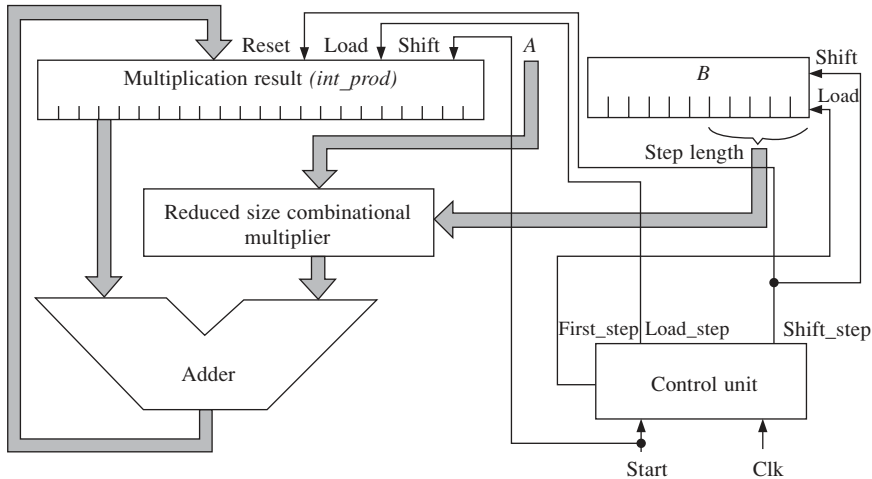 Reset Load Shift A
Multiplication result (int_prod)
B
Shift
Load
Step length
Reduced size combinational
multiplier
First_step Load_step Shift_step
Adder
Control unit
Start Clk